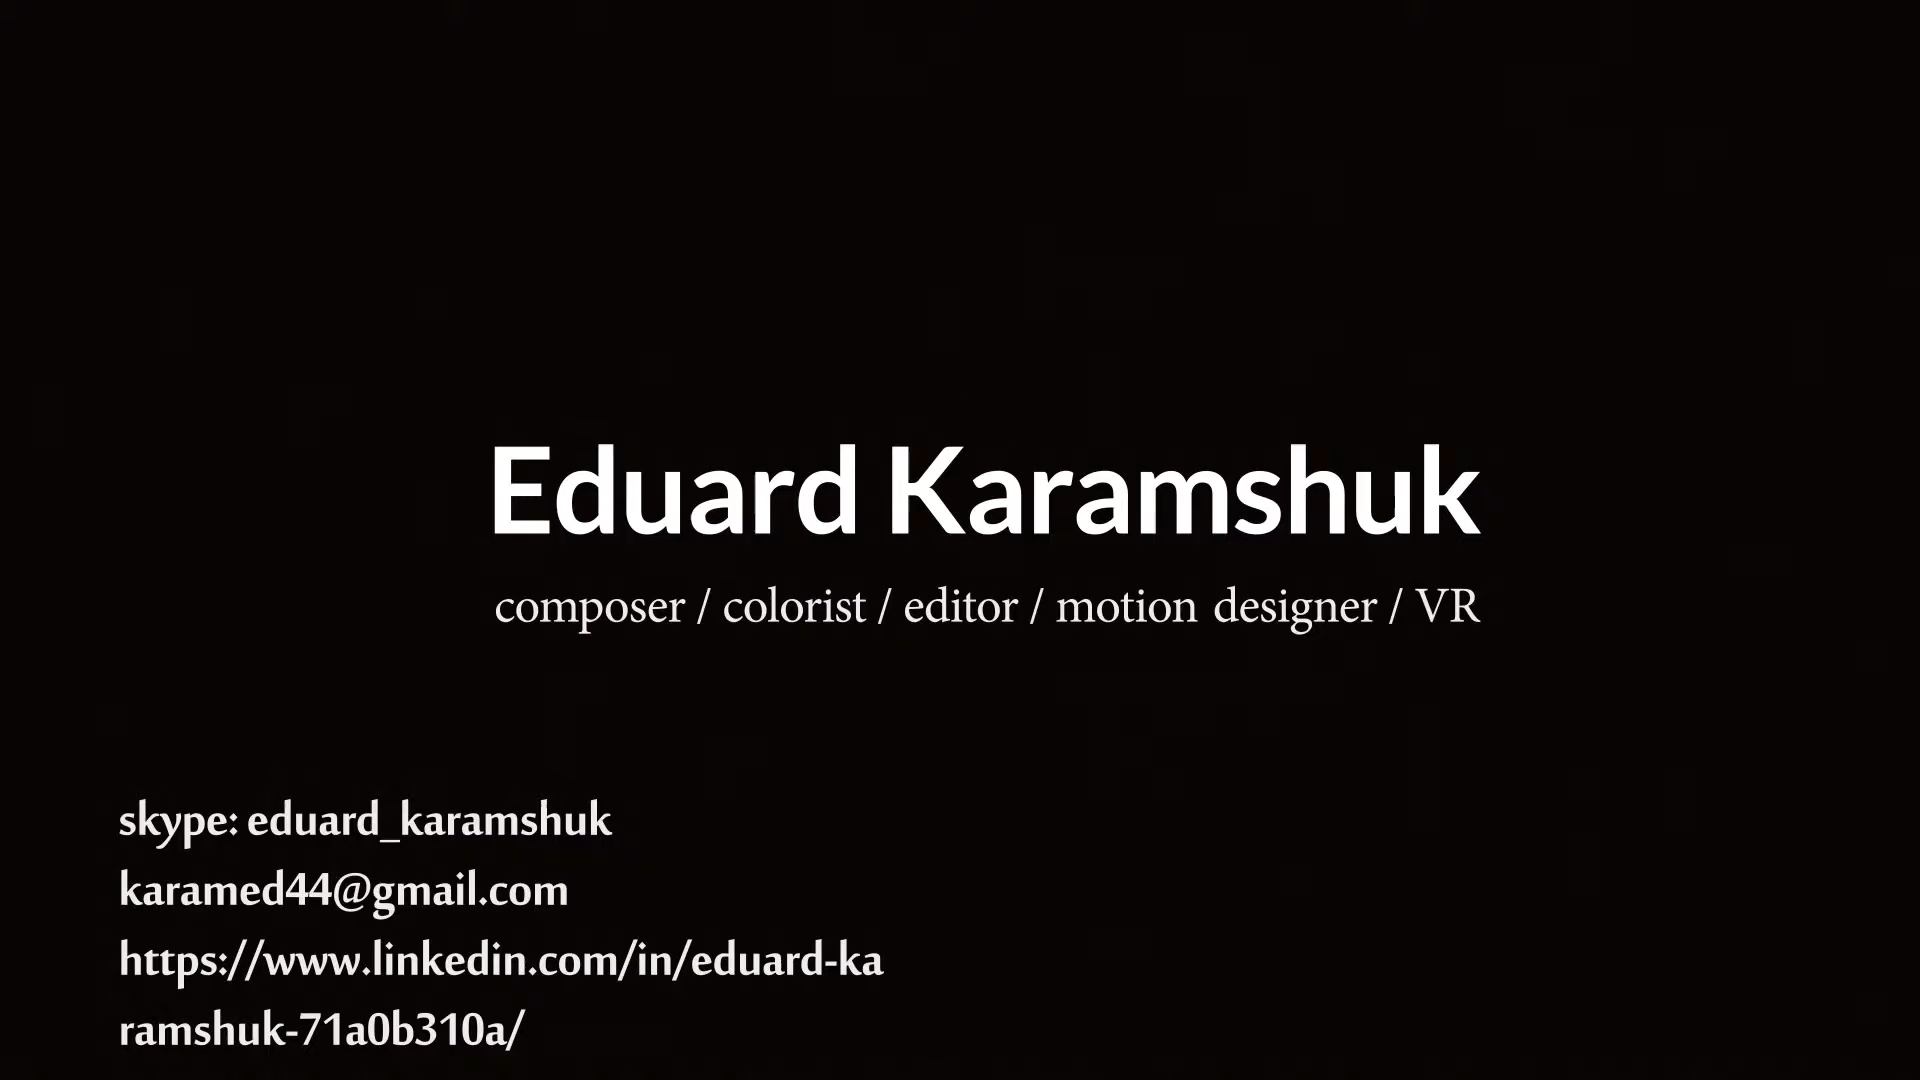 Eduard Karamshuk
composer / colorist / editor / motion designer / VR
skype: eduard_karamshuk
karamed44@gmail.com
https://www.linkedin.com/in/eduard-ka
ramshuk-71a0b310a/